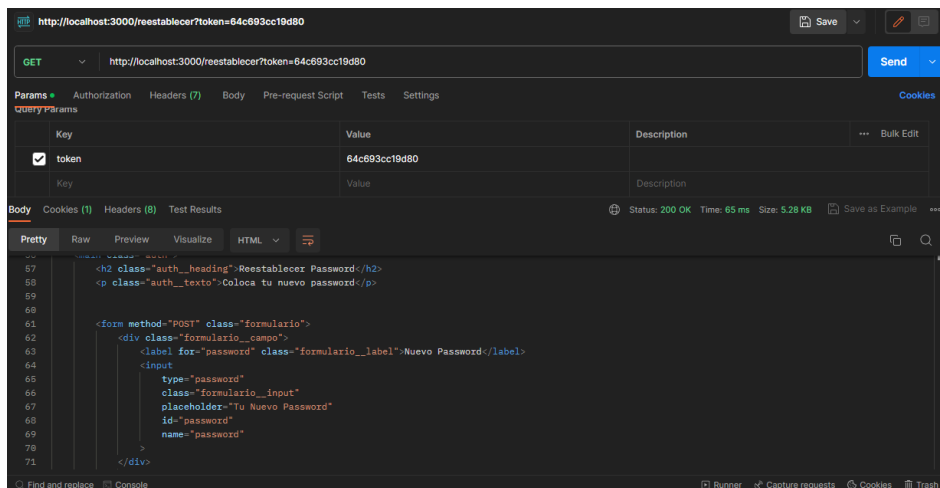 HTTP http://localhost:3000/reestablecer?token=64c693cc19d80 Save
GET http://localhost:3000/reestablecer?token=64c693cc19d80 Send
Params Authorization Headers (7) Body Pre-request Script Tests Settings Cookies
Query Params
Key Value Description ••• Bulk Edit
token 64c693cc19d80
Key Value Description
Body Cookies (1) Headers (8) Test Results Status: 200 OK Time: 65 ms Size: 5.28 KB Save as Example •••
Pretty Raw Preview Visualize HTML
57 <h2 class="auth__heading">Reestablecer Password</h2>
58 <p class="auth__texto">Coloca tu nuevo password</p>
59
60
61 <form method="POST" class="formulario">
62 <div class="formulario__campo">
63 <label for="password" class="formulario__label">Nuevo Password</label>
64 <input
65 type="password"
66 class="formulario__input"
67 placeholder="Tu Nuevo Password"
68 id="password"
69 name="password"
70 >
71 </div>
Find and replace Console Runner Capture requests Cookies Trash